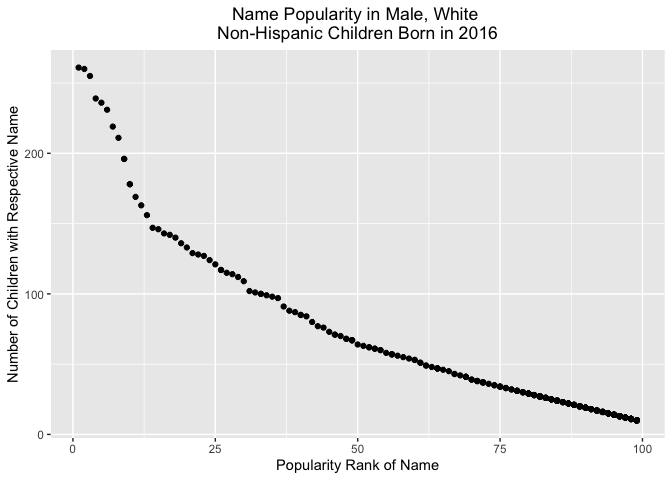 Name Popularity in Male, White
Non-Hispanic Children Born in 2016
Number of Children with Respective Name
200
100
0
0 25 50 75 100
Popularity Rank of Name